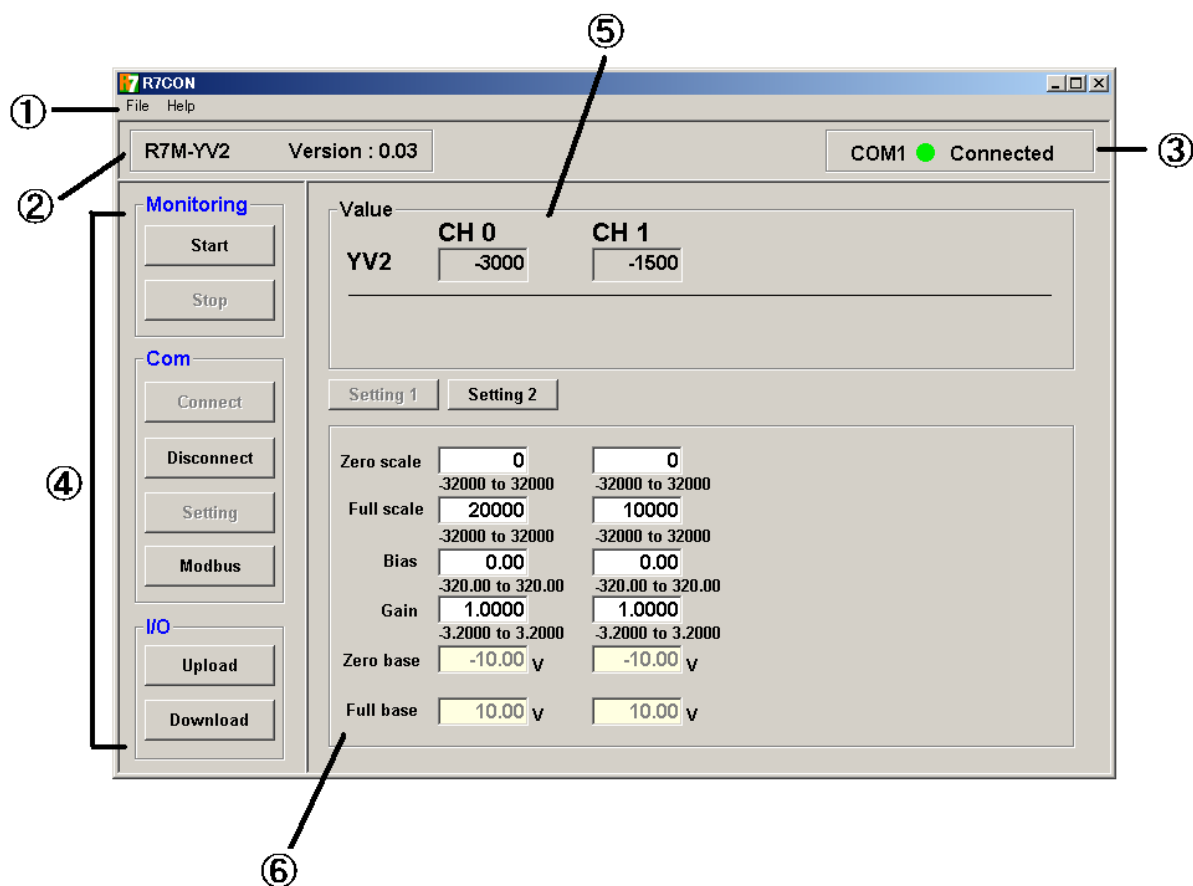 ⑤
R7 R7CON
① File Help
② R7M-YV2 Version : 0.03
COM1 Connected ③
④
Monitoring
Start
Stop
Com
Connect
Disconnect
Setting
Modbus
I/O
Upload
Download
Value
CH 0 CH 1
YV2 -3000 -1500
Setting 1 Setting 2
Zero scale 0 0
-32000 to 32000 -32000 to 32000
Full scale 20000 10000
-32000 to 32000 -32000 to 32000
Bias 0.00 0.00
-320.00 to 320.00 -320.00 to 320.00
Gain 1.0000 1.0000
-3.2000 to 3.2000 -3.2000 to 3.2000
Zero base -10.00 V -10.00 V
Full base 10.00 V 10.00 V
⑥